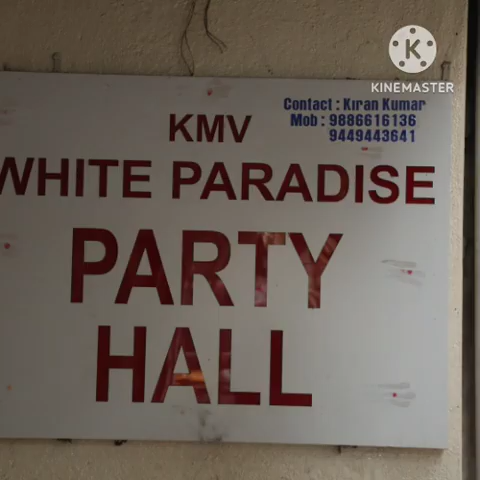 K
KINEMASTER
Contact : Kiran Kumar
Mob : 9886616136
9449443641
KMV
WHITE PARADISE
PARTY
HALL